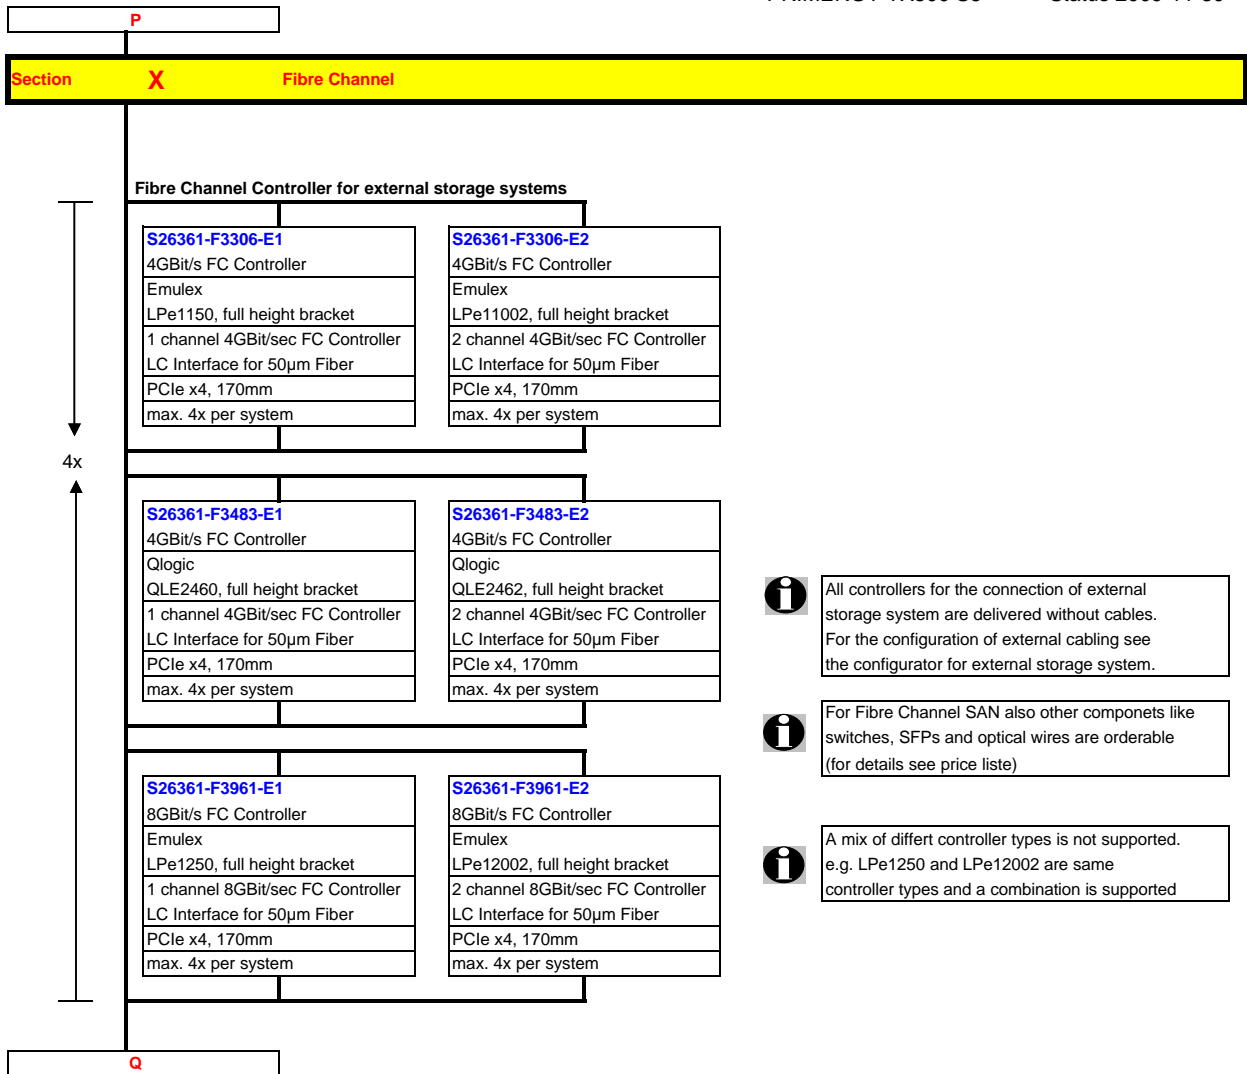 P
Section X Fibre Channel
Fibre Channel Controller for external storage systems
S26361-F3306-E1
4GBit/s FC Controller
Emulex
LPe1150, full height bracket
1 channel 4GBit/sec FC Controller
LC Interface for 50µm Fiber
PCIe x4, 170mm
max. 4x per system
S26361-F3306-E2
4GBit/s FC Controller
Emulex
LPe11002, full height bracket
2 channel 4GBit/sec FC Controller
LC Interface for 50µm Fiber
PCIe x4, 170mm
max. 4x per system
4x
S26361-F3483-E1
4GBit/s FC Controller
Qlogic
QLE2460, full height bracket
1 channel 4GBit/sec FC Controller
LC Interface for 50µm Fiber
PCIe x4, 170mm
max. 4x per system
S26361-F3483-E2
4GBit/s FC Controller
Qlogic
QLE2462, full height bracket
2 channel 4GBit/sec FC Controller
LC Interface for 50µm Fiber
PCIe x4, 170mm
max. 4x per system
All controllers for the connection of external
storage system are delivered without cables.
For the configuration of external cabling see
the configurator for external storage system.
For Fibre Channel SAN also other componets like
switches, SFPs and optical wires are orderable
(for details see price liste)
S26361-F3961-E1
8GBit/s FC Controller
Emulex
LPe1250, full height bracket
1 channel 8GBit/sec FC Controller
LC Interface for 50µm Fiber
PCIe x4, 170mm
max. 4x per system
S26361-F3961-E2
8GBit/s FC Controller
Emulex
LPe12002, full height bracket
2 channel 8GBit/sec FC Controller
LC Interface for 50µm Fiber
PCIe x4, 170mm
max. 4x per system
A mix of differt controller types is not supported.
e.g. LPe1250 and LPe12002 are same
controller types and a combination is supported
Q